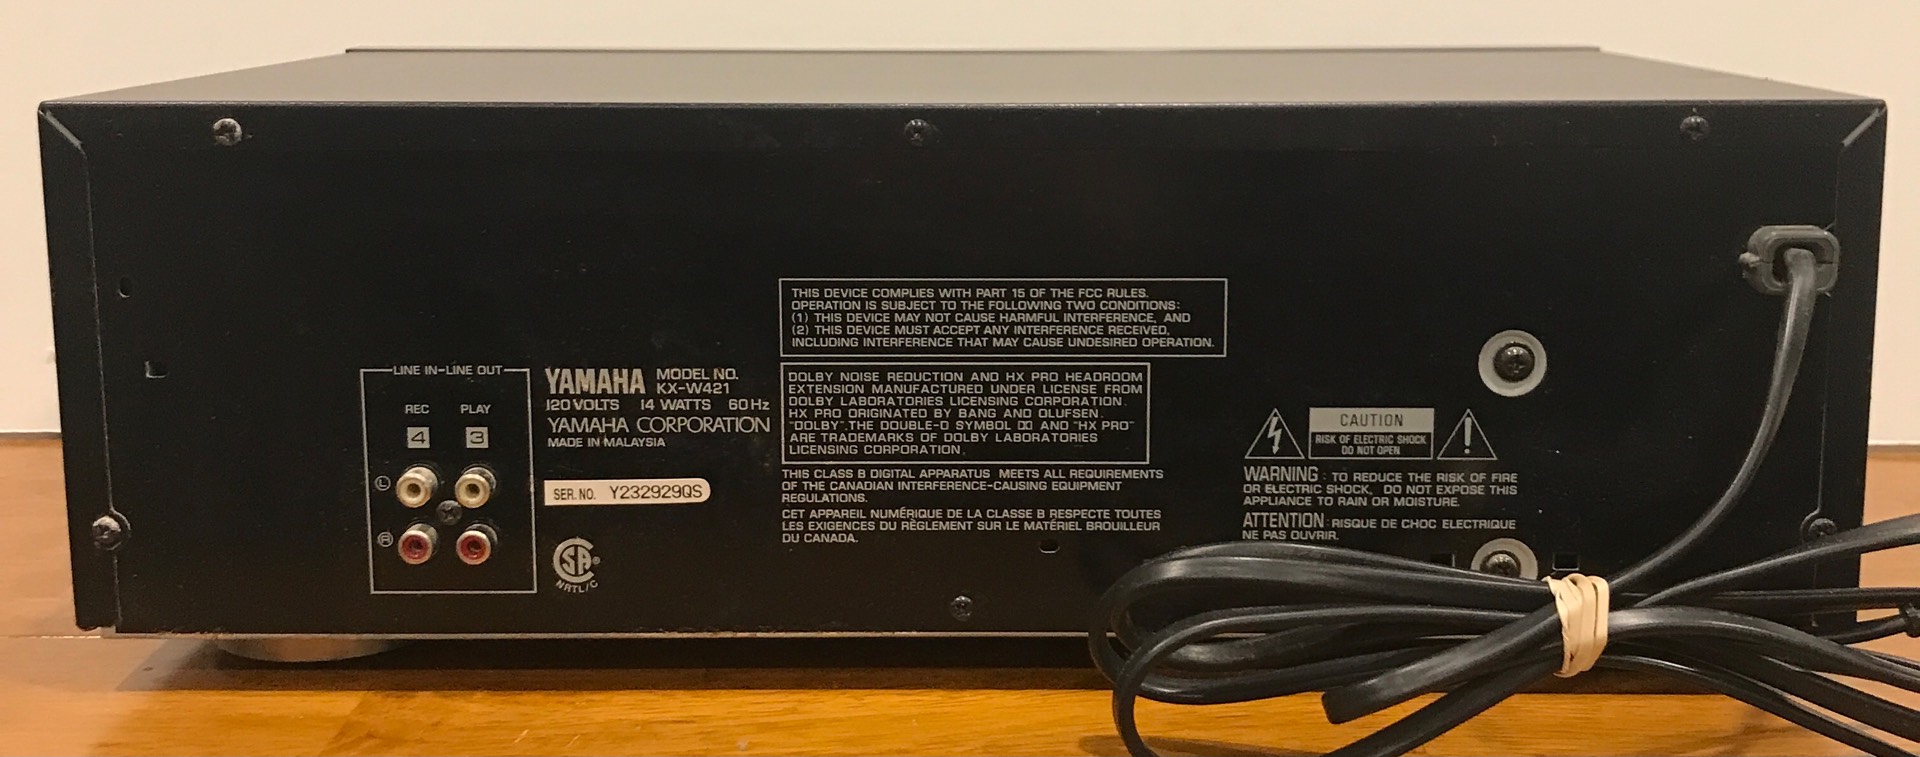 LINE IN-LINE OUT
REC PLAY
4 3
L
R
YAMAHA MODEL NO.
KX-W421
120 VOLTS 14 WATTS 60 Hz
YAMAHA CORPORATION
MADE IN MALAYSIA
SER. NO. Y232929QS
SA®
NRTL/C
THIS DEVICE COMPLIES WITH PART 15 OF THE FCC RULES.
OPERATION IS SUBJECT TO THE FOLLOWING TWO CONDITIONS:
(1) THIS DEVICE MAY NOT CAUSE HARMFUL INTERFERENCE, AND
(2) THIS DEVICE MUST ACCEPT ANY INTERFERENCE RECEIVED,
INCLUDING INTERFERENCE THAT MAY CAUSE UNDESIRED OPERATION.
DOLBY NOISE REDUCTION AND HX PRO HEADROOM
EXTENSION MANUFACTURED UNDER LICENSE FROM
DOLBY LABORATORIES LICENSING CORPORATION.
HX PRO ORIGINATED BY BANG AND OLUFSEN.
"DOLBY", THE DOUBLE-D SYMBOL AND "HX PRO"
ARE TRADEMARKS OF DOLBY LABORATORIES
LICENSING CORPORATION.
THIS CLASS B DIGITAL APPARATUS MEETS ALL REQUIREMENTS
OF THE CANADIAN INTERFERENCE-CAUSING EQUIPMENT
REGULATIONS.
CET APPAREIL NUMÉRIQUE DE LA CLASSE B RESPECTE TOUTES
LES EXIGENCES DU RÈGLEMENT SUR LE MATÉRIEL BROUILLEUR
DU CANADA.
CAUTION
RISK OF ELECTRIC SHOCK
DO NOT OPEN
WARNING : TO REDUCE THE RISK OF FIRE
OR ELECTRIC SHOCK, DO NOT EXPOSE THIS
APPLIANCE TO RAIN OR MOISTURE.
ATTENTION : RISQUE DE CHOC ELECTRIQUE
NE PAS OUVRIR.